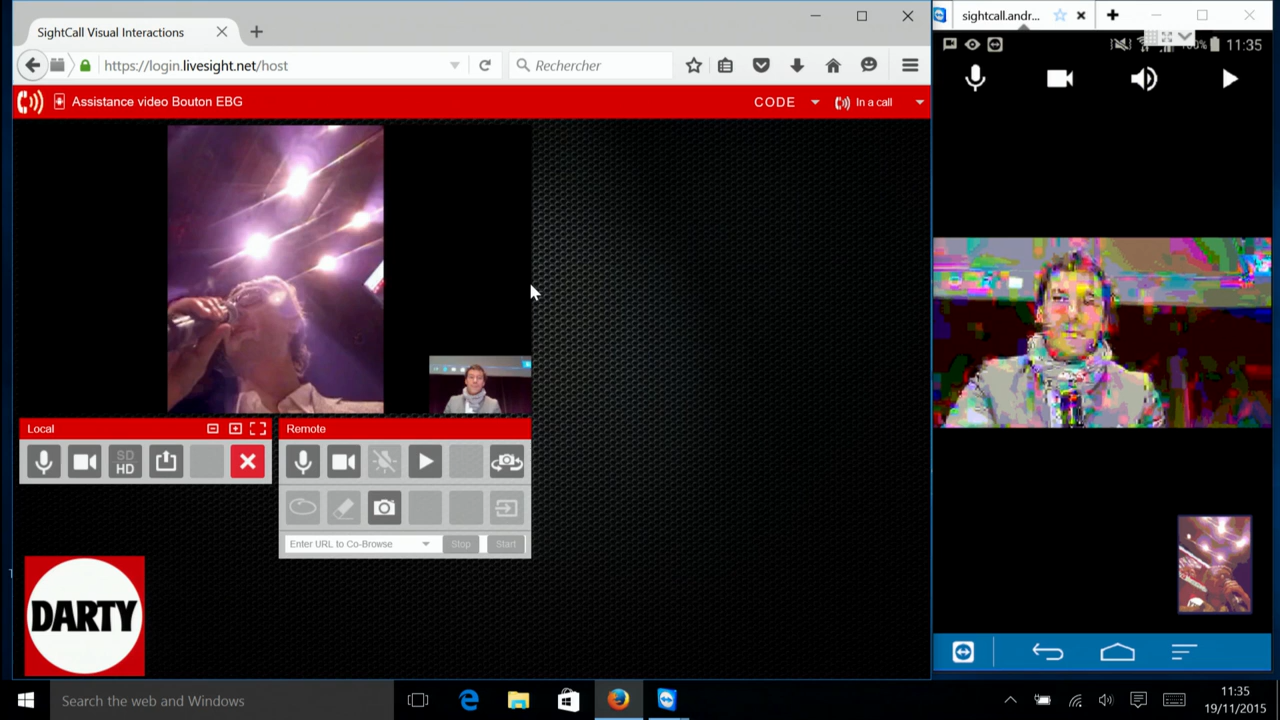 SightCall Visual Interactions
sightcall.andr...
https://login.livesight.net/host
Rechercher
100%
11:35
Assistance video Bouton EBG
CODE
In a call
Local
Remote
SD
HD
Enter URL to Co-Browse
Stop
Start
DARTY
Search the web and Windows
11:35
19/11/2015